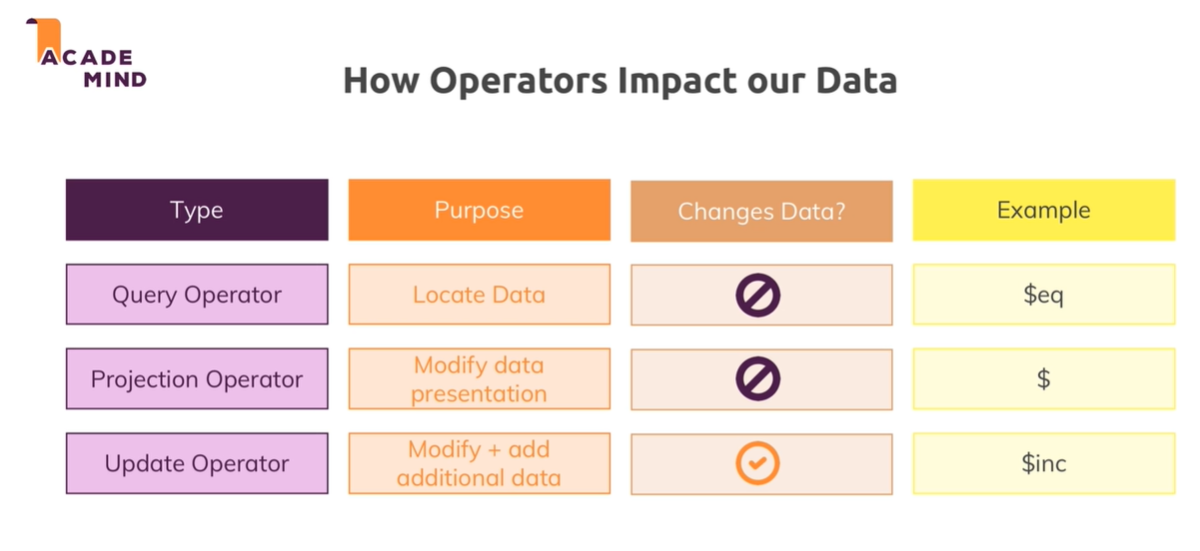 ACADE
MIND
How Operators Impact our Data
Type
Purpose
Changes Data?
Example
Query Operator
Locate Data
$eq
Projection Operator
Modify data
presentation
$
Update Operator
Modify + add
additional data
$inc